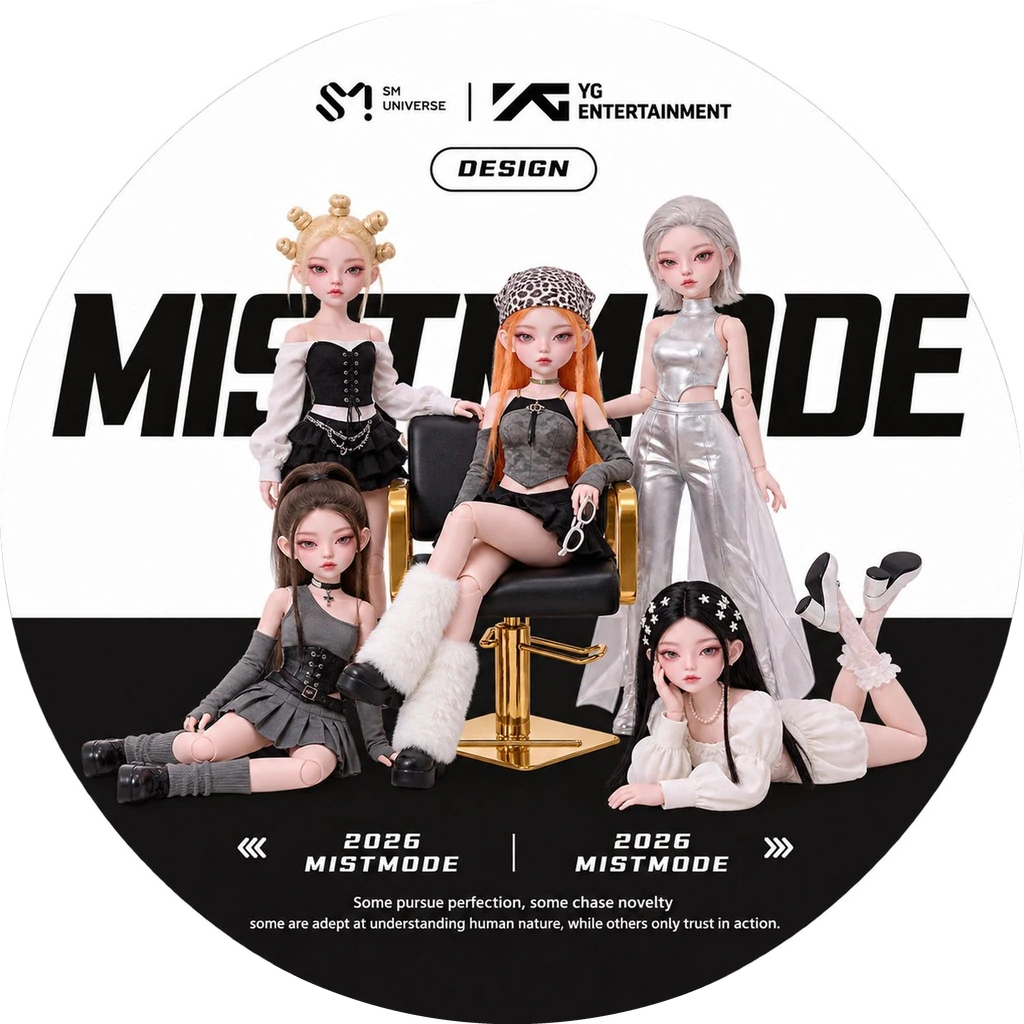 SM
UNIVERSE
YG
ENTERTAINMENT
DESIGN
MISTMODE
2026
MISTMODE
2026
MISTMODE
Some pursue perfection, some chase novelty
some are adept at understanding human nature, while others only trust in action.